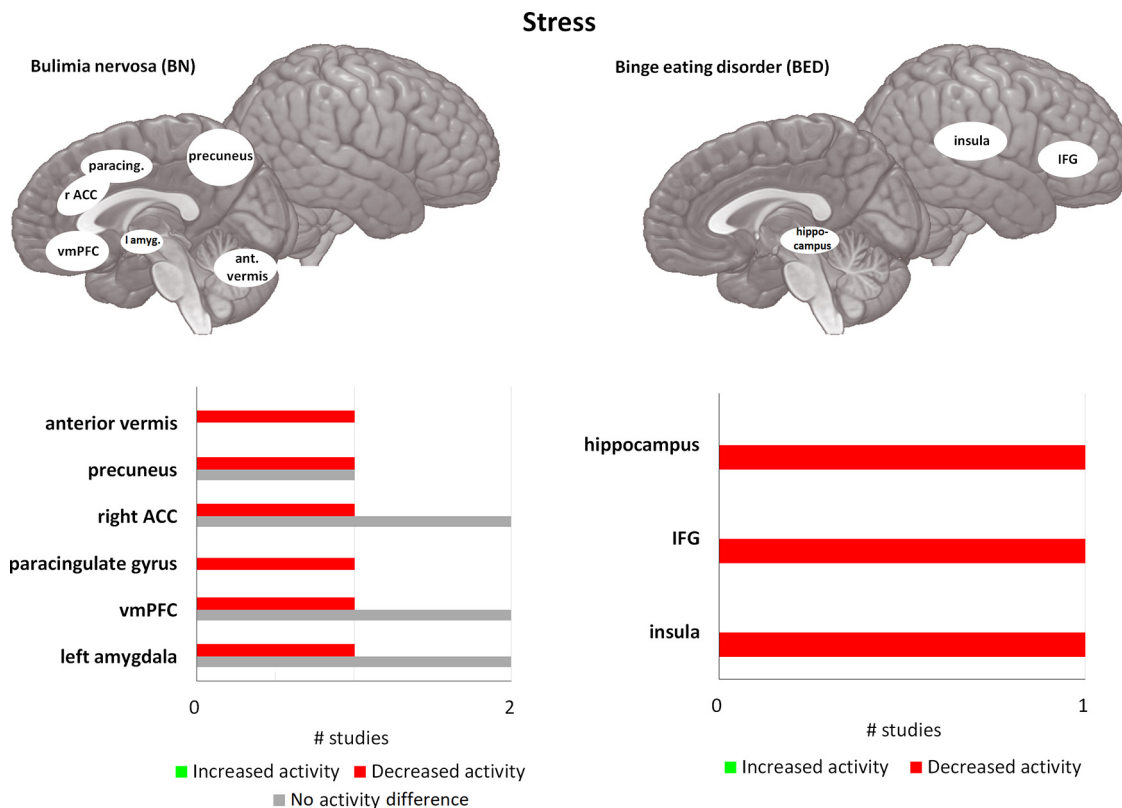 Stress
Bulimia nervosa (BN)
paracing.
precuneus
r ACC
vmPFC
l amyg.
ant.
vermis
Binge eating disorder (BED)
insula
IFG
hippo-
campus
anterior vermis
precuneus
right ACC
paracingulate gyrus
vmPFC
left amygdala
0
2
# studies
Increased activity
Decreased activity
No activity difference
hippocampus
IFG
insula
0
1
# studies
Increased activity
Decreased activity